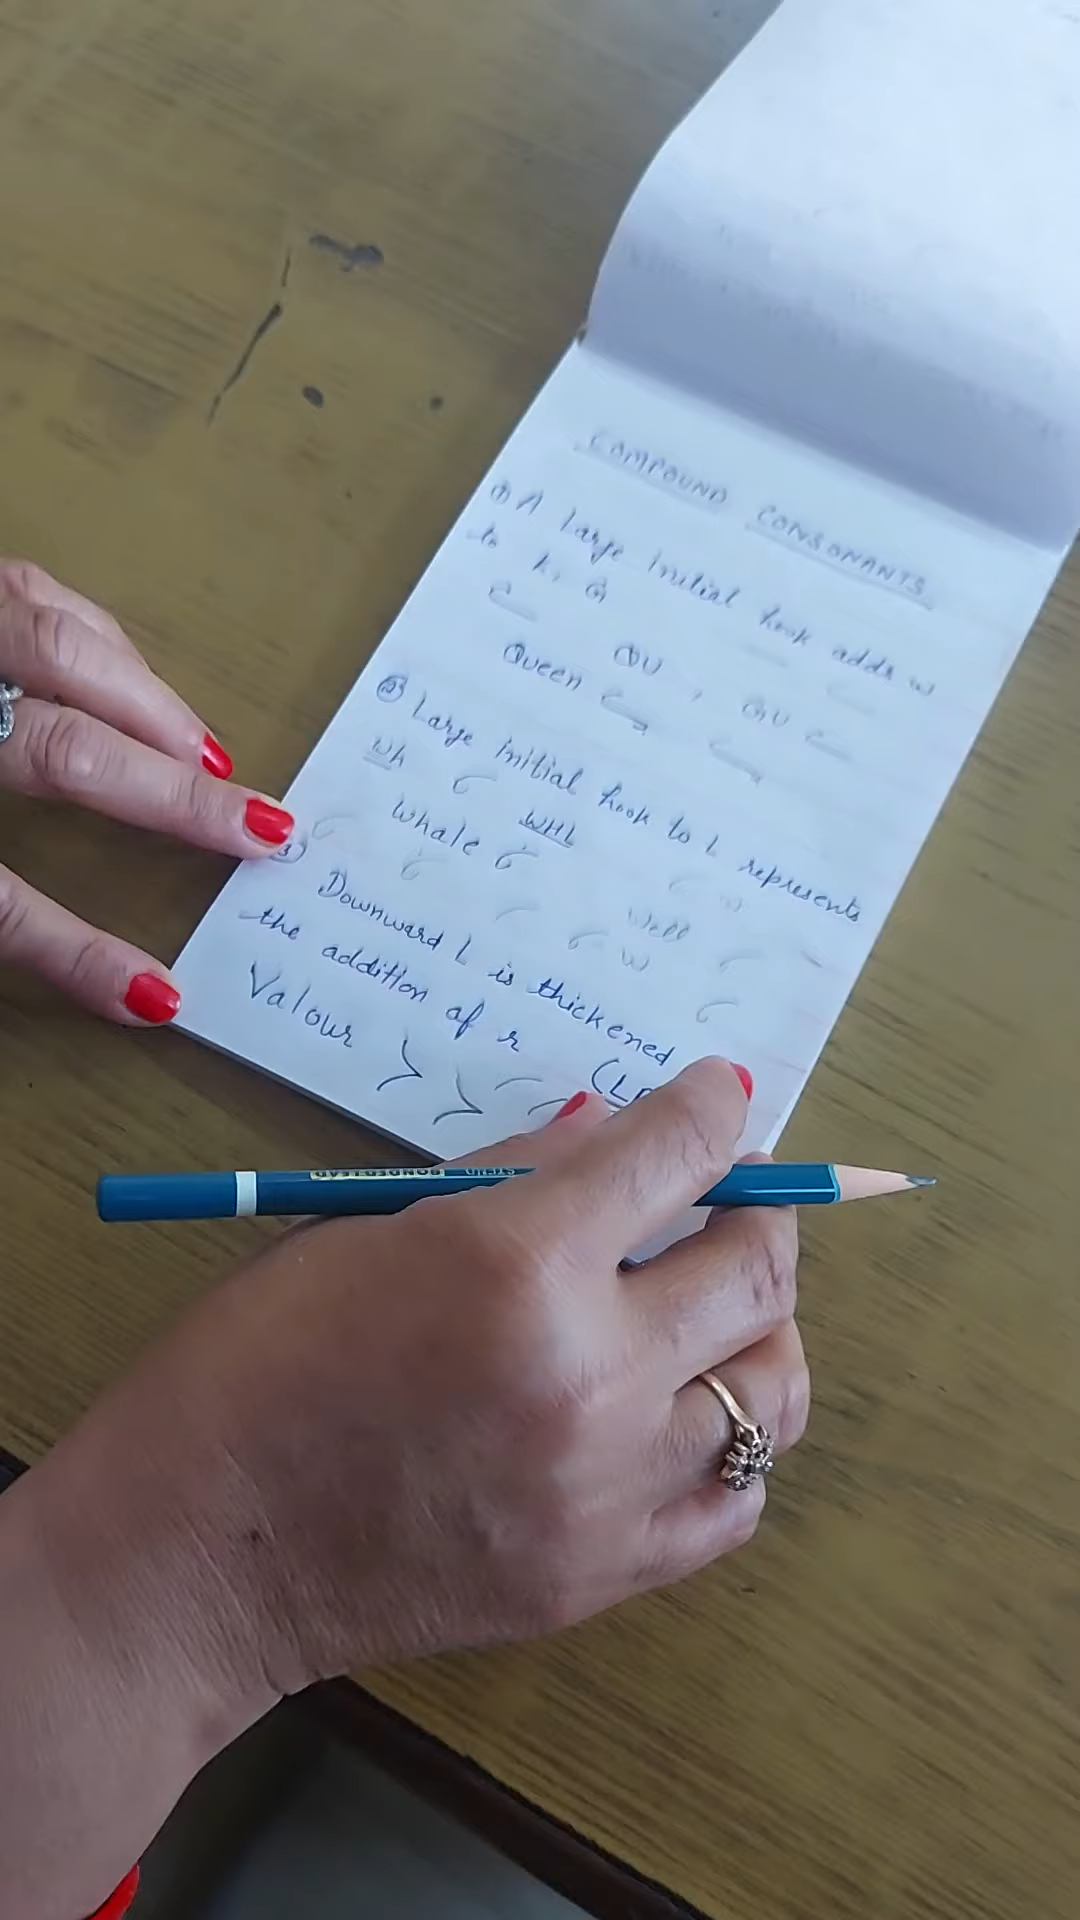 COMPOUND CONSONANTS
① A Large initial hook adds w
to k, G
QU , GU
Queen
② Large initial hook to L represents
Wh WHL
Whale Well
W
③ Downward L is thickened
the addition of r (L
Valour